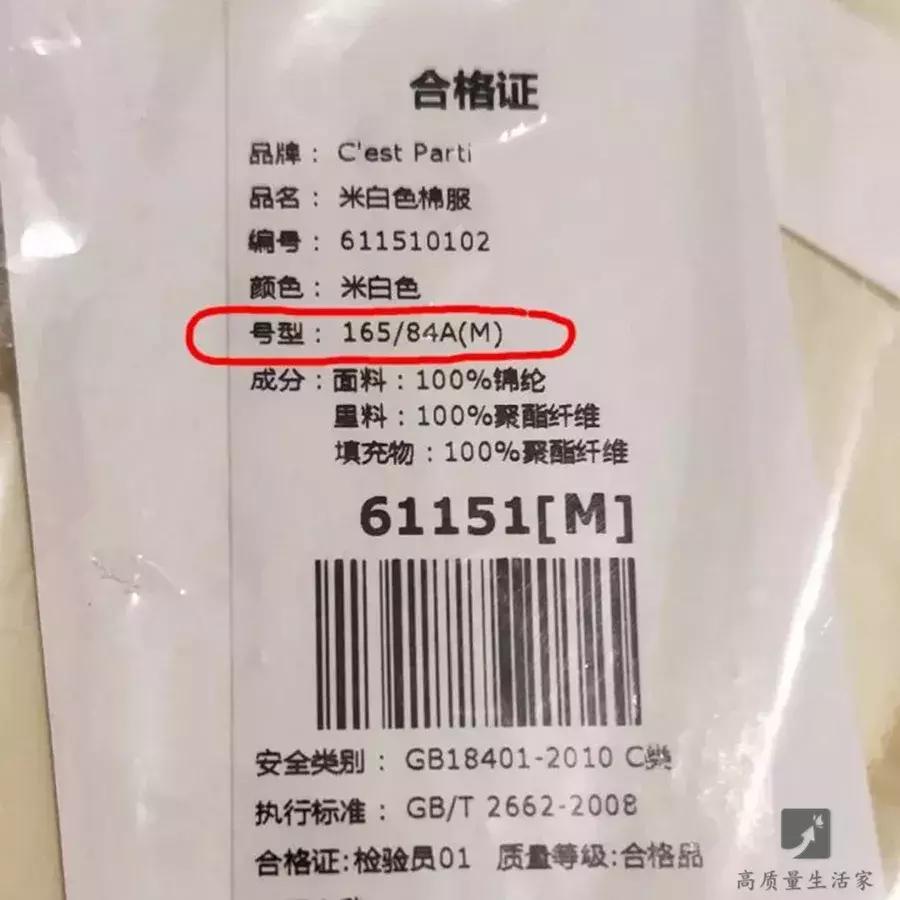 合格证
品牌： C'est Parti
品名： 米白色棉服
编号： 611510102
颜色： 米白色
号型： 165/84A(M)
成分：面料：100%锦纶
里料：100%聚酯纤维
填充物：100%聚酯纤维
61151[M]
安全类别： GB18401-2010 C类
执行标准： GB/T 2662-2008
合格证:检验员01 质量等级:合格品
高质量生活家